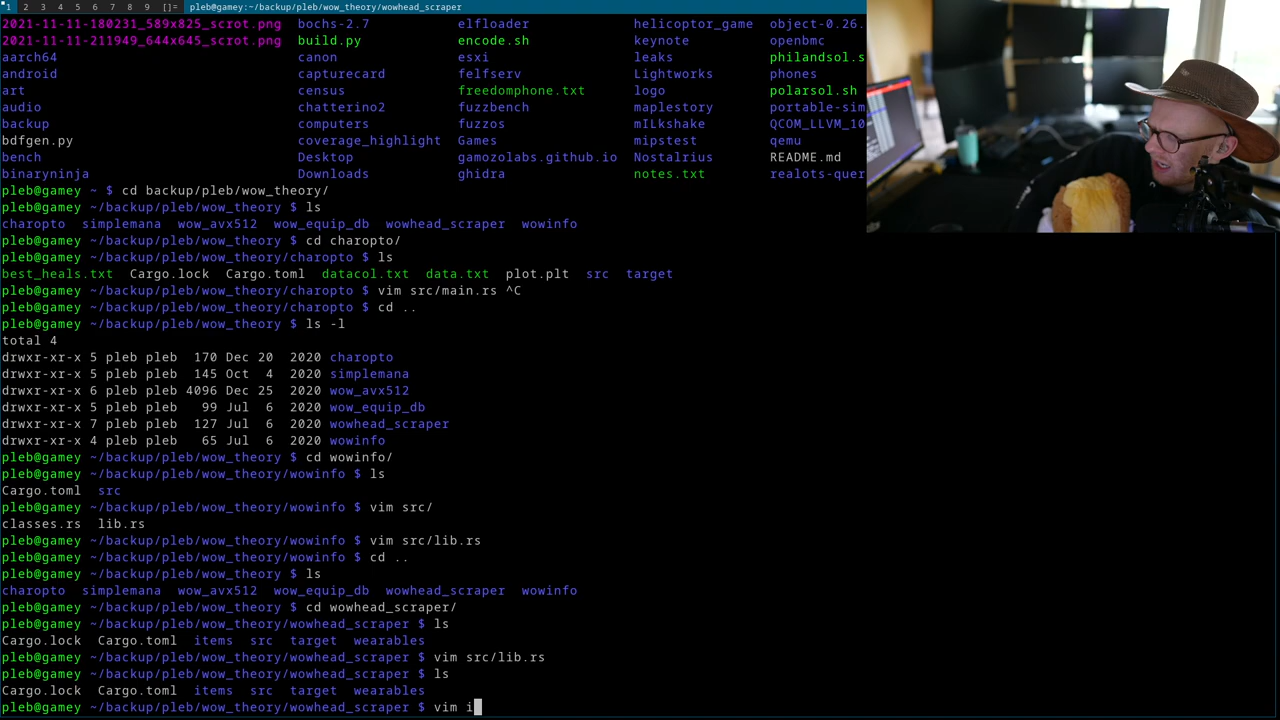 1 2 3 4 5 6 7 8 9 []= pleb@gamey:~/backup/pleb/wow_theory/wowhead_scraper
2021-11-11-180231_589x825_scrot.png bochs-2.7 elfloader helicoptor_game object-0.26.
2021-11-11-211949_644x645_scrot.png build.py encode.sh keynote openbmc
aarch64 canon esxi leaks philandsol.s
android capturecard felfserv Lightworks phones
art census freedomphone.txt logo polarsol.sh
audio chatterino2 fuzzbench maplestory portable-sim
backup computers fuzzos mILkshake QCOM_LLVM_10
bdfgen.py coverage_highlight Games mipstest qemu
bench Desktop gamozolabs.github.io Nostalrius README.md
binaryninja Downloads ghidra notes.txt realots-quer
pleb@gamey ~ $ cd backup/pleb/wow_theory/
pleb@gamey ~/backup/pleb/wow_theory $ ls
charopto simplemana wow_avx512 wow_equip_db wowhead_scraper wowinfo
pleb@gamey ~/backup/pleb/wow_theory $ cd charopto/
pleb@gamey ~/backup/pleb/wow_theory/charopto $ ls
best_heals.txt Cargo.lock Cargo.toml datacol.txt data.txt plot.plt src target
pleb@gamey ~/backup/pleb/wow_theory/charopto $ vim src/main.rs ^C
pleb@gamey ~/backup/pleb/wow_theory/charopto $ cd ..
pleb@gamey ~/backup/pleb/wow_theory $ ls -l
total 4
drwxr-xr-x 5 pleb pleb 170 Dec 20 2020 charopto
drwxr-xr-x 5 pleb pleb 145 Oct 4 2020 simplemana
drwxr-xr-x 6 pleb pleb 4096 Dec 25 2020 wow_avx512
drwxr-xr-x 5 pleb pleb 99 Jul 6 2020 wow_equip_db
drwxr-xr-x 7 pleb pleb 127 Jul 6 2020 wowhead_scraper
drwxr-xr-x 4 pleb pleb 65 Jul 6 2020 wowinfo
pleb@gamey ~/backup/pleb/wow_theory $ cd wowinfo/
pleb@gamey ~/backup/pleb/wow_theory/wowinfo $ ls
Cargo.toml src
pleb@gamey ~/backup/pleb/wow_theory/wowinfo $ vim src/
classes.rs lib.rs
pleb@gamey ~/backup/pleb/wow_theory/wowinfo $ vim src/lib.rs
pleb@gamey ~/backup/pleb/wow_theory/wowinfo $ cd ..
pleb@gamey ~/backup/pleb/wow_theory $ ls
charopto simplemana wow_avx512 wow_equip_db wowhead_scraper wowinfo
pleb@gamey ~/backup/pleb/wow_theory $ cd wowhead_scraper/
pleb@gamey ~/backup/pleb/wow_theory/wowhead_scraper $ ls
Cargo.lock Cargo.toml items src target wearables
pleb@gamey ~/backup/pleb/wow_theory/wowhead_scraper $ vim src/lib.rs
pleb@gamey ~/backup/pleb/wow_theory/wowhead_scraper $ ls
Cargo.lock Cargo.toml items src target wearables
pleb@gamey ~/backup/pleb/wow_theory/wowhead_scraper $ vim i